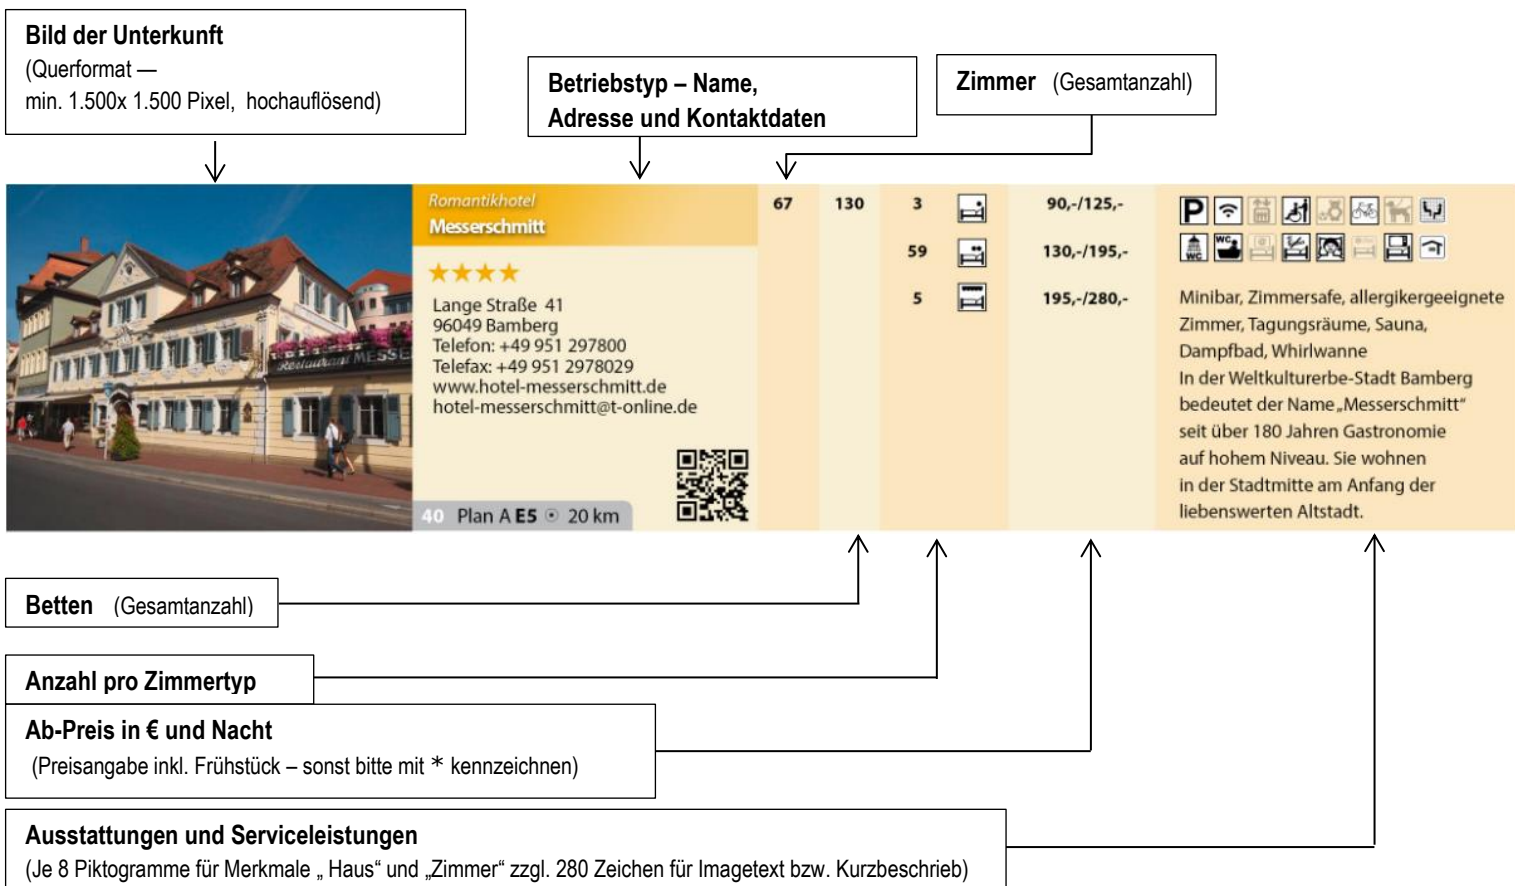 Bild der Unterkunft
(Querformat —
min. 1.500x 1.500 Pixel, hochauflösend)
Betriebstyp – Name,
Adresse und Kontaktdaten
Zimmer (Gesamtanzahl)
Romantikhotel
Messerschmitt
Lange Straße 41
96049 Bamberg
Telefon: +49 951 297800
Telefax: +49 951 2978029
www.hotel-messerschmitt.de
hotel-messerschmitt@t-online.de
40 Plan A E5 20 km
Restaurant MESSE
67 130 3 90,-/125,-
59 130,-/195,-
5 195,-/280,-
P
WC WC
Minibar, Zimmersafe, allergikergeeignete
Zimmer, Tagungsräume, Sauna,
Dampfbad, Whirlwanne
In der Weltkulturerbe-Stadt Bamberg
bedeutet der Name „Messerschmitt“
seit über 180 Jahren Gastronomie
auf hohem Niveau. Sie wohnen
in der Stadtmitte am Anfang der
liebenswerten Altstadt.
Betten (Gesamtanzahl)
Anzahl pro Zimmertyp
Ab-Preis in € und Nacht
(Preisangabe inkl. Frühstück – sonst bitte mit * kennzeichnen)
Ausstattungen und Serviceleistungen
(Je 8 Piktogramme für Merkmale „ Haus“ und „Zimmer“ zzgl. 280 Zeichen für Imagetext bzw. Kurzbeschrieb)